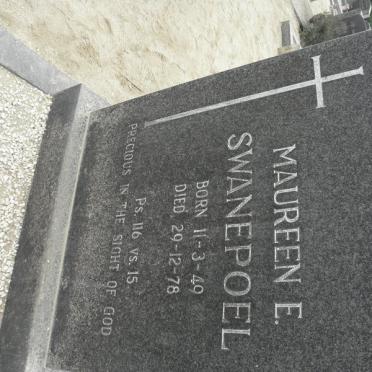 MAUREEN E.
SWANEPOEL
BORN 11-3-49
DIED 29-12-78
Ps. 116 vs. 15.
PRECIOUS IN THE SIGHT OF GOD